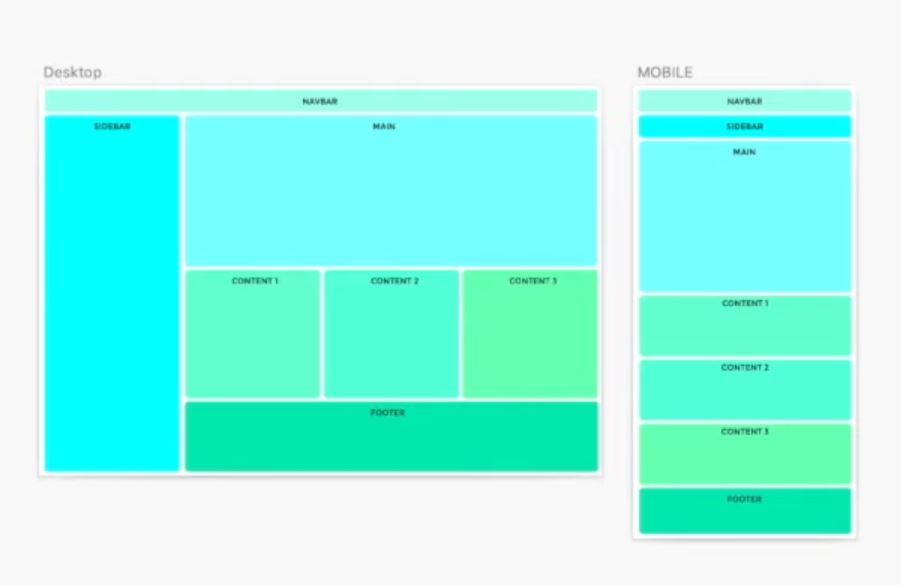 Desktop
NAVBAR
SIDEBAR
MAIN
CONTENT 1
CONTENT 2
CONTENT 3
FOOTER
MOBILE
NAVBAR
SIDEBAR
MAIN
CONTENT 1
CONTENT 2
CONTENT 3
FOOTER